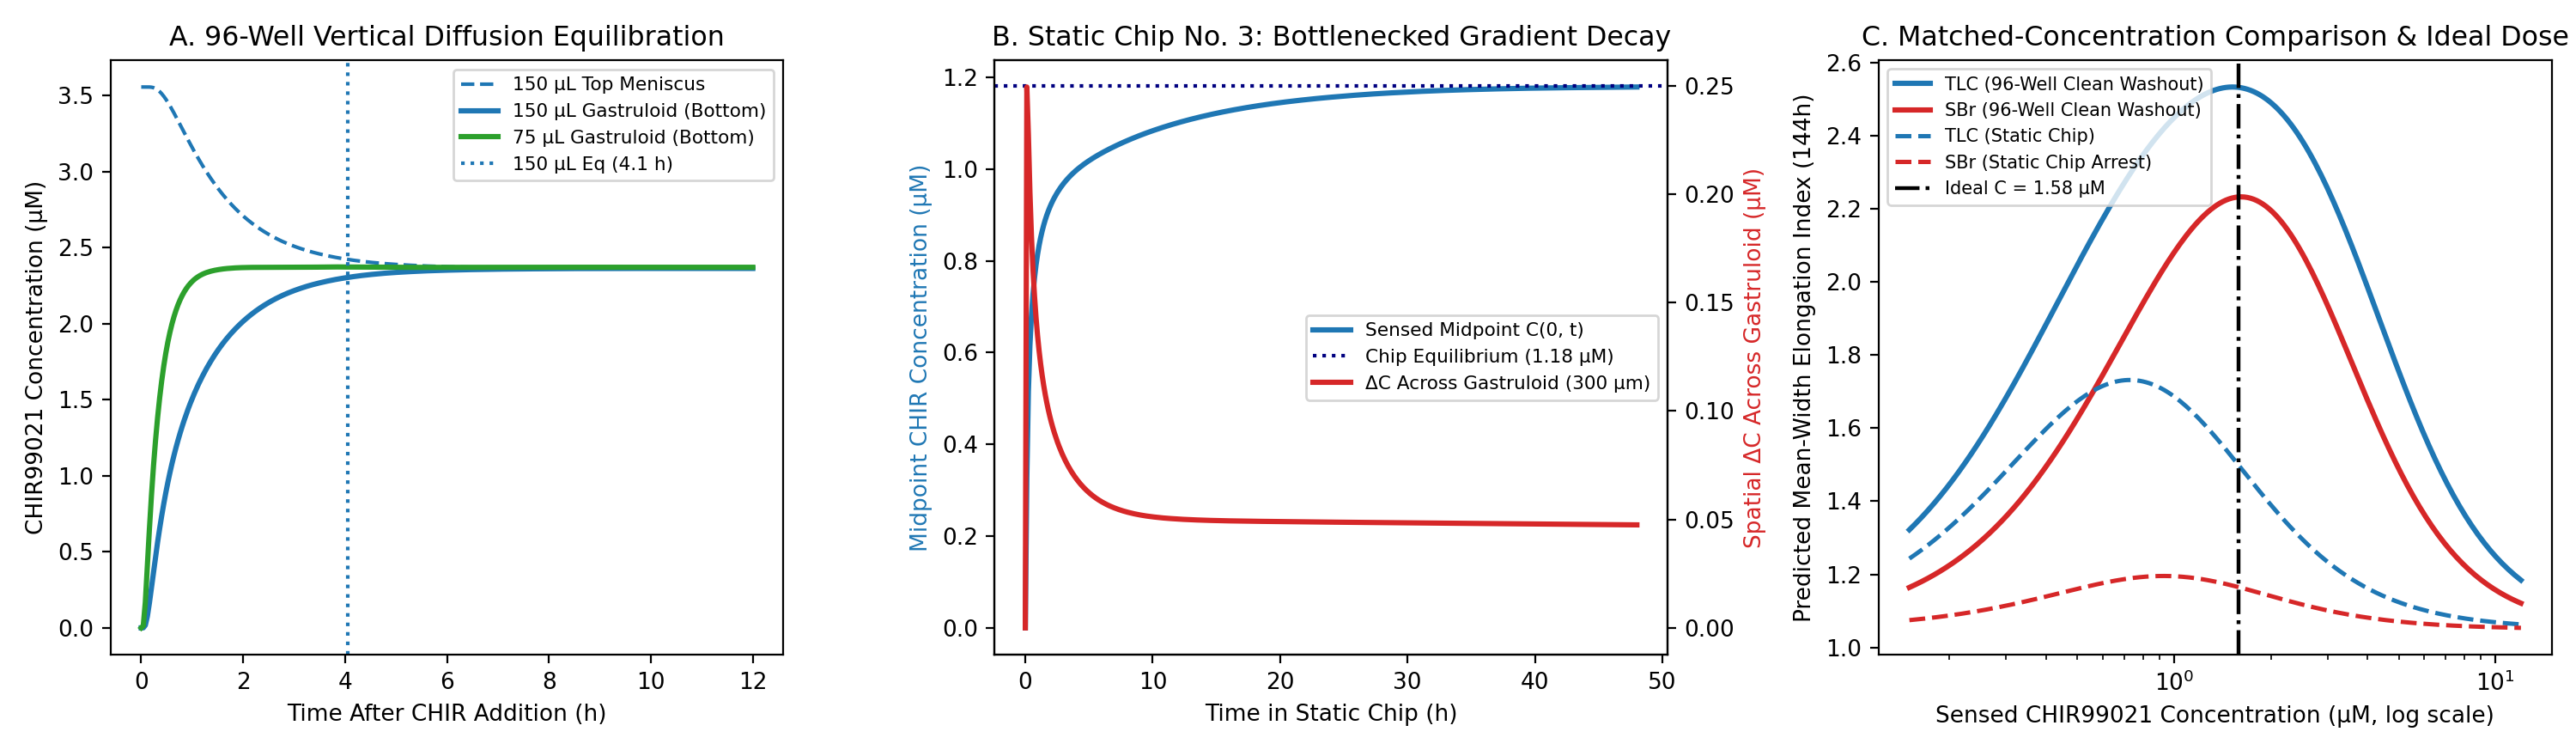 A. 96-Well Vertical Diffusion Equilibration
CHIR99021 Concentration (μM)
3.5
3.0
2.5
2.0
1.5
1.0
0.5
0.0
150 μL Top Meniscus
150 μL Gastruloid (Bottom)
75 μL Gastruloid (Bottom)
150 μL Eq (4.1 h)
0 2 4 6 8 10 12
Time After CHIR Addition (h)
B. Static Chip No. 3: Bottlenecked Gradient Decay
Midpoint CHIR Concentration (μM)
1.2
1.0
0.8
0.6
0.4
0.2
0.0
Sensed Midpoint C(0, t)
Chip Equilibrium (1.18 μM)
ΔC Across Gastruloid (300 μm)
0.25
0.20
0.15
0.10
0.05
0.00
Spatial ΔC Across Gastruloid (μM)
0 10 20 30 40 50
Time in Static Chip (h)
C. Matched-Concentration Comparison & Ideal Dose
Predicted Mean-Width Elongation Index (144h)
2.6
2.4
2.2
2.0
1.8
1.6
1.4
1.2
1.0
TLC (96-Well Clean Washout)
SBr (96-Well Clean Washout)
TLC (Static Chip)
SBr (Static Chip Arrest)
Ideal C = 1.58 μM
10⁰ 10¹
Sensed CHIR99021 Concentration (μM, log scale)